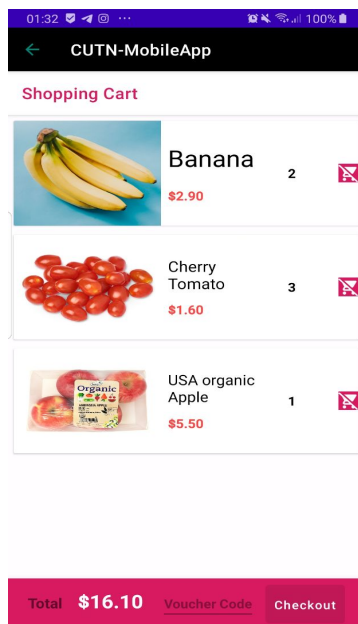 01:32 ... 100%
CUTN-MobileApp
Shopping Cart
Banana
2
$2.90
Cherry
Tomato
3
$1.60
Organic
USA organic
Apple
1
$5.50
Total $16.10 Voucher Code Checkout